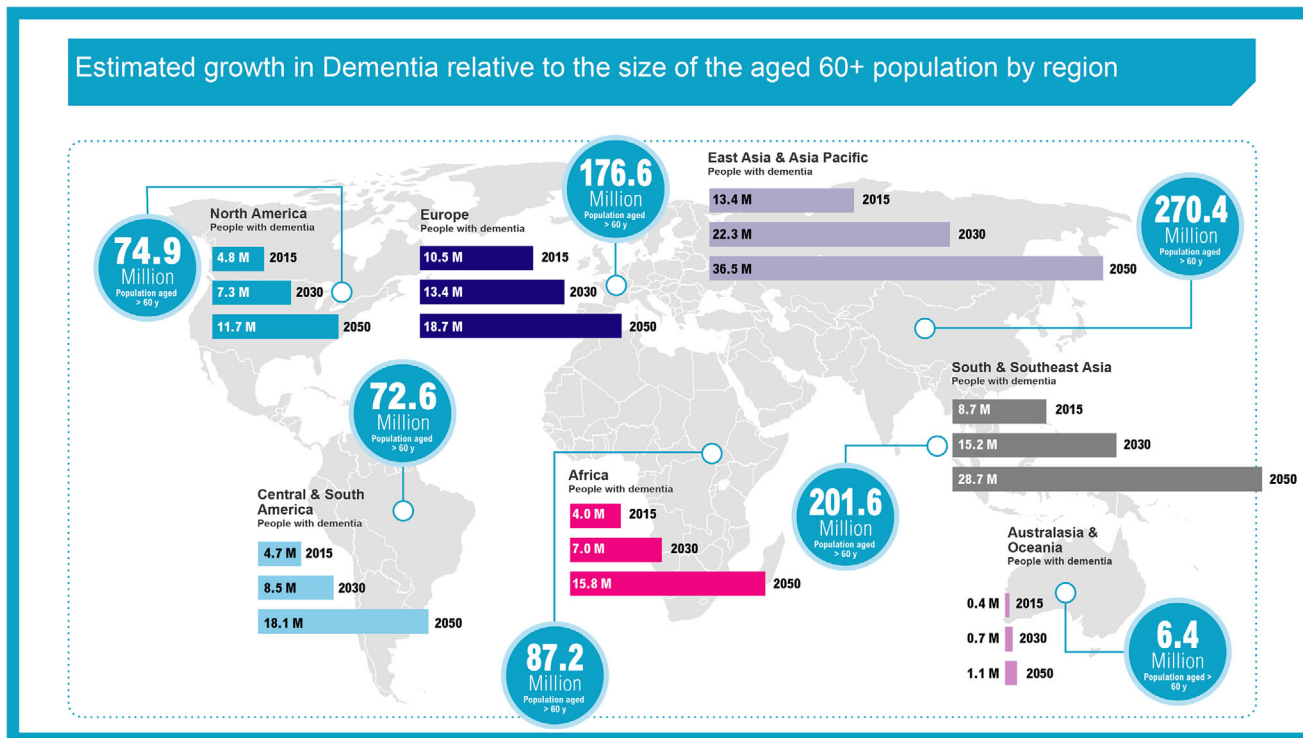 Estimated growth in Dementia relative to the size of the aged 60+ population by region
74.9
Million
Population aged
> 60 y
North America
People with dementia
4.8 M 2015
7.3 M 2030
11.7 M 2050
Europe
People with dementia
10.5 M 2015
13.4 M 2030
18.7 M 2050
176.6
Million
Population aged
> 60 y
East Asia & Asia Pacific
People with dementia
13.4 M 2015
22.3 M 2030
36.5 M 2050
270.4
Million
Population aged
> 60 y
72.6
Million
Population aged
> 60 y
Central & South
America
People with dementia
4.7 M 2015
8.5 M 2030
18.1 M 2050
Africa
People with dementia
4.0 M 2015
7.0 M 2030
15.8 M 2050
87.2
Million
Population aged
> 60 y
South & Southeast Asia
People with dementia
8.7 M 2015
15.2 M 2030
28.7 M 2050
201.6
Million
Population aged
> 60 y
Australasia &
Oceania
People with dementia
0.4 M 2015
0.7 M 2030
1.1 M 2050
6.4
Million
Population aged >
60 y